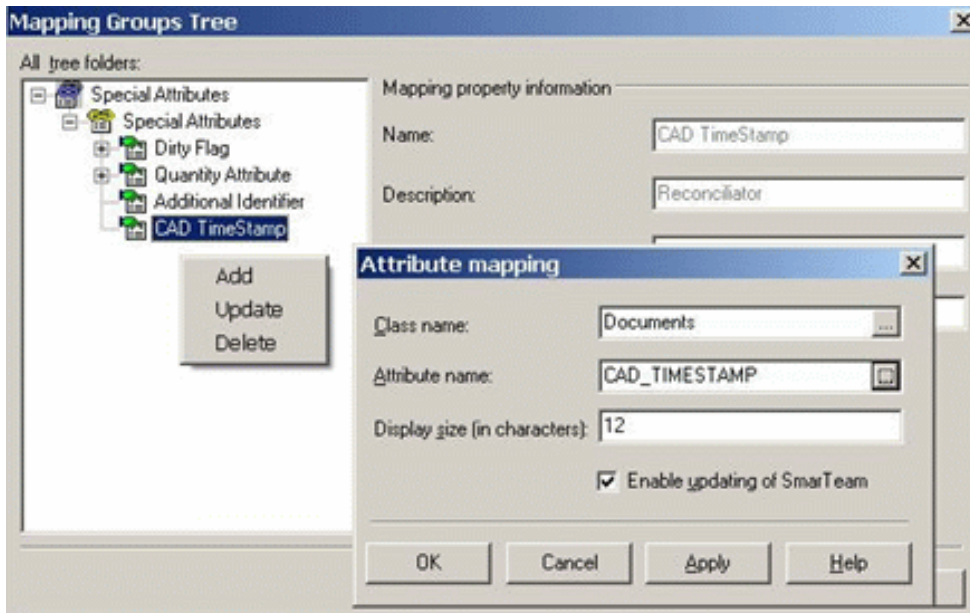 Mapping Groups Tree
All tree folders:
Special Attributes
Special Attributes
Dirty Flag
Quantity Attribute
Additional Identifier
CAD TimeStamp
Add
Update
Delete
Mapping property information
Name:
CAD TimeStamp
Description:
Reconciliator
Attribute mapping
Class name:
Documents
...
Attribute name:
CAD_TIMESTAMP
...
Display size (in characters):
12
Enable updating of SmarTeam
OK
Cancel
Apply
Help